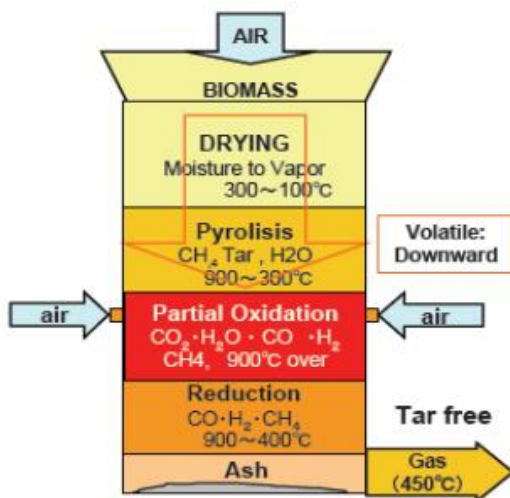 AIR
BIOMASS
DRYING
Moisture to Vapor
300～100℃
Pyrolisis
CH₄ Tar , H2O
900～300℃
Volatile:
Downward
air
Partial Oxidation
CO₂·H₂O · CO ·H₂
CH4, 900℃ over
air
Reduction
CO·H₂·CH₄
900～400℃
Tar free
Ash
Gas
(450℃)